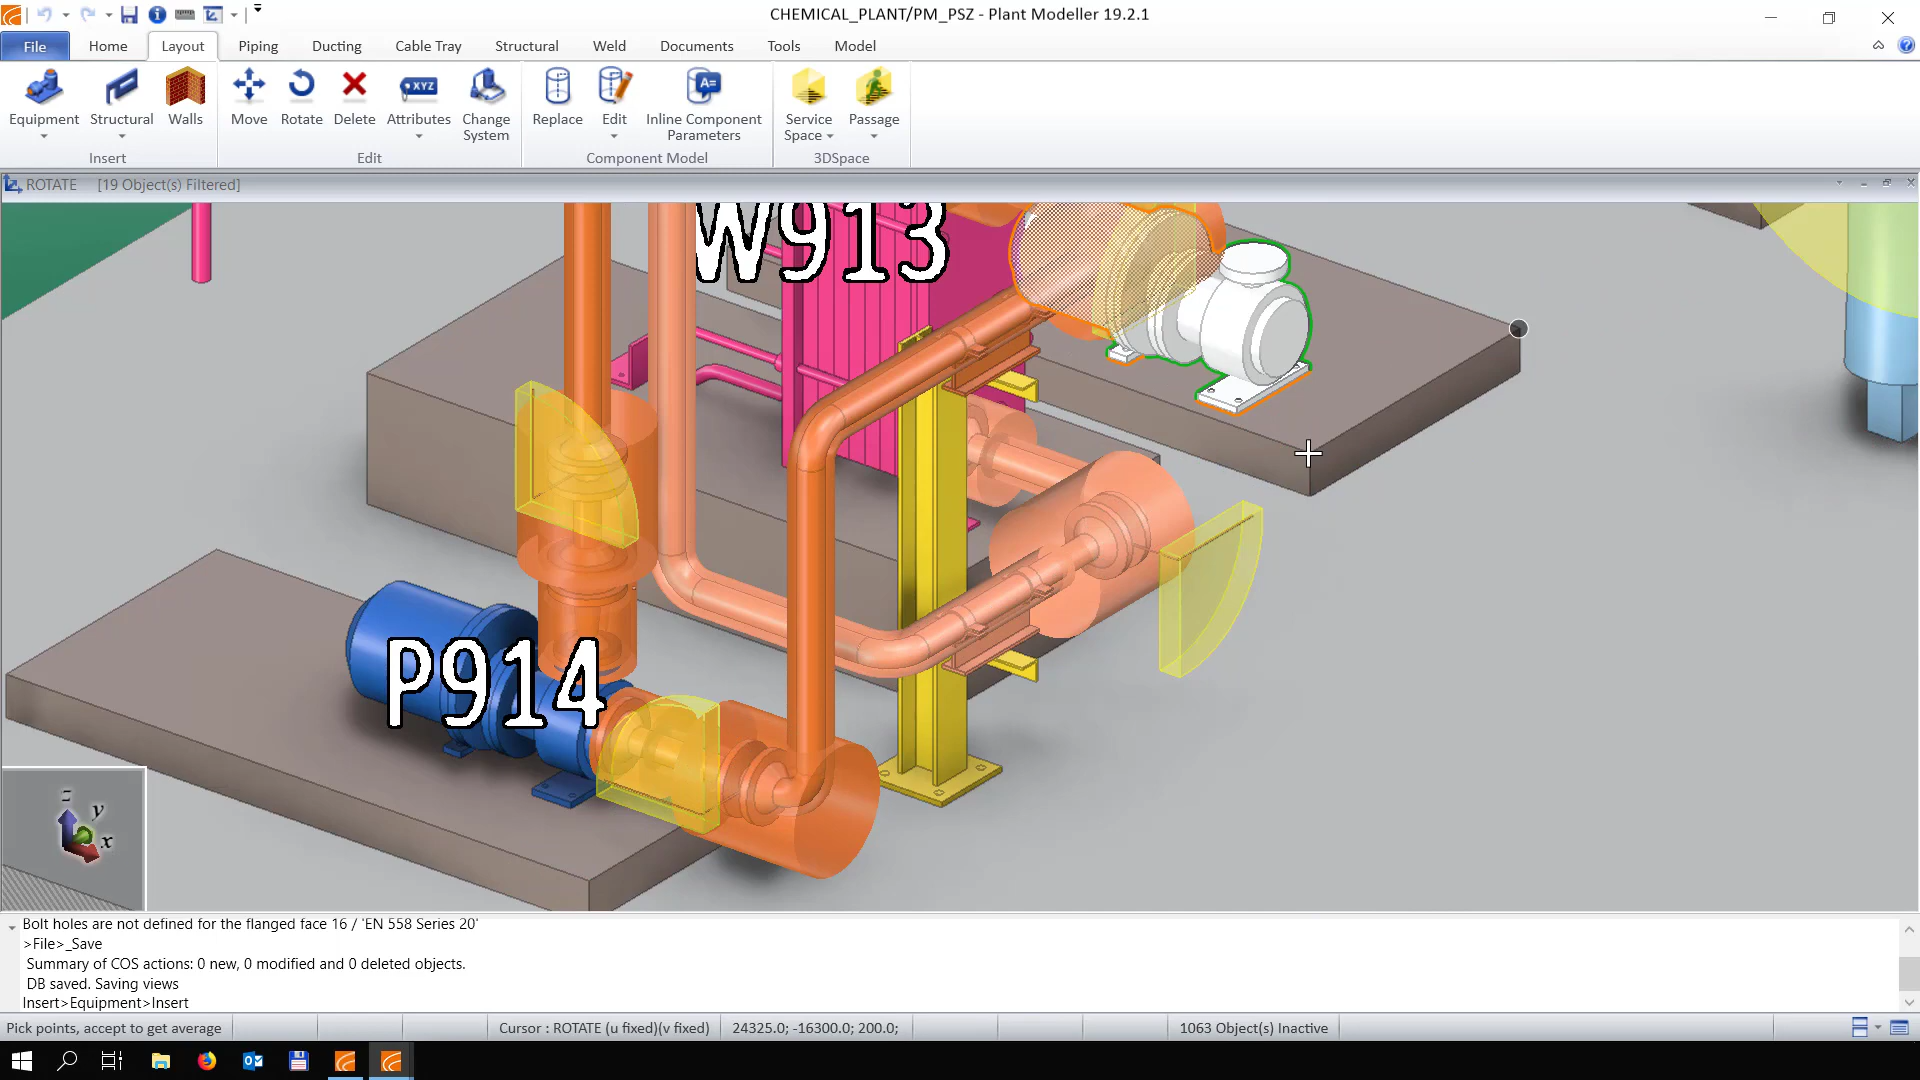 CHEMICAL_PLANT/PM_PSZ - Plant Modeller 19.2.1
File Home Layout Piping Ducting Cable Tray Structural Weld Documents Tools Model
Equipment Structural Walls Move Rotate Delete Attributes Change System Replace Edit Inline Component Parameters Service Space Passage
XYZ
A=
Insert Edit Component Model 3DSpace
ROTATE [19 Object(s) Filtered]
W913
P914
z
y
x
Bolt holes are not defined for the flanged face 16 / 'EN 558 Series 20'
>File>_Save
Summary of COS actions: 0 new, 0 modified and 0 deleted objects.
DB saved. Saving views
Insert>Equipment>Insert
Pick points, accept to get average Cursor : ROTATE (u fixed)(v fixed) 24325.0; -16300.0; 200.0; 1063 Object(s) Inactive